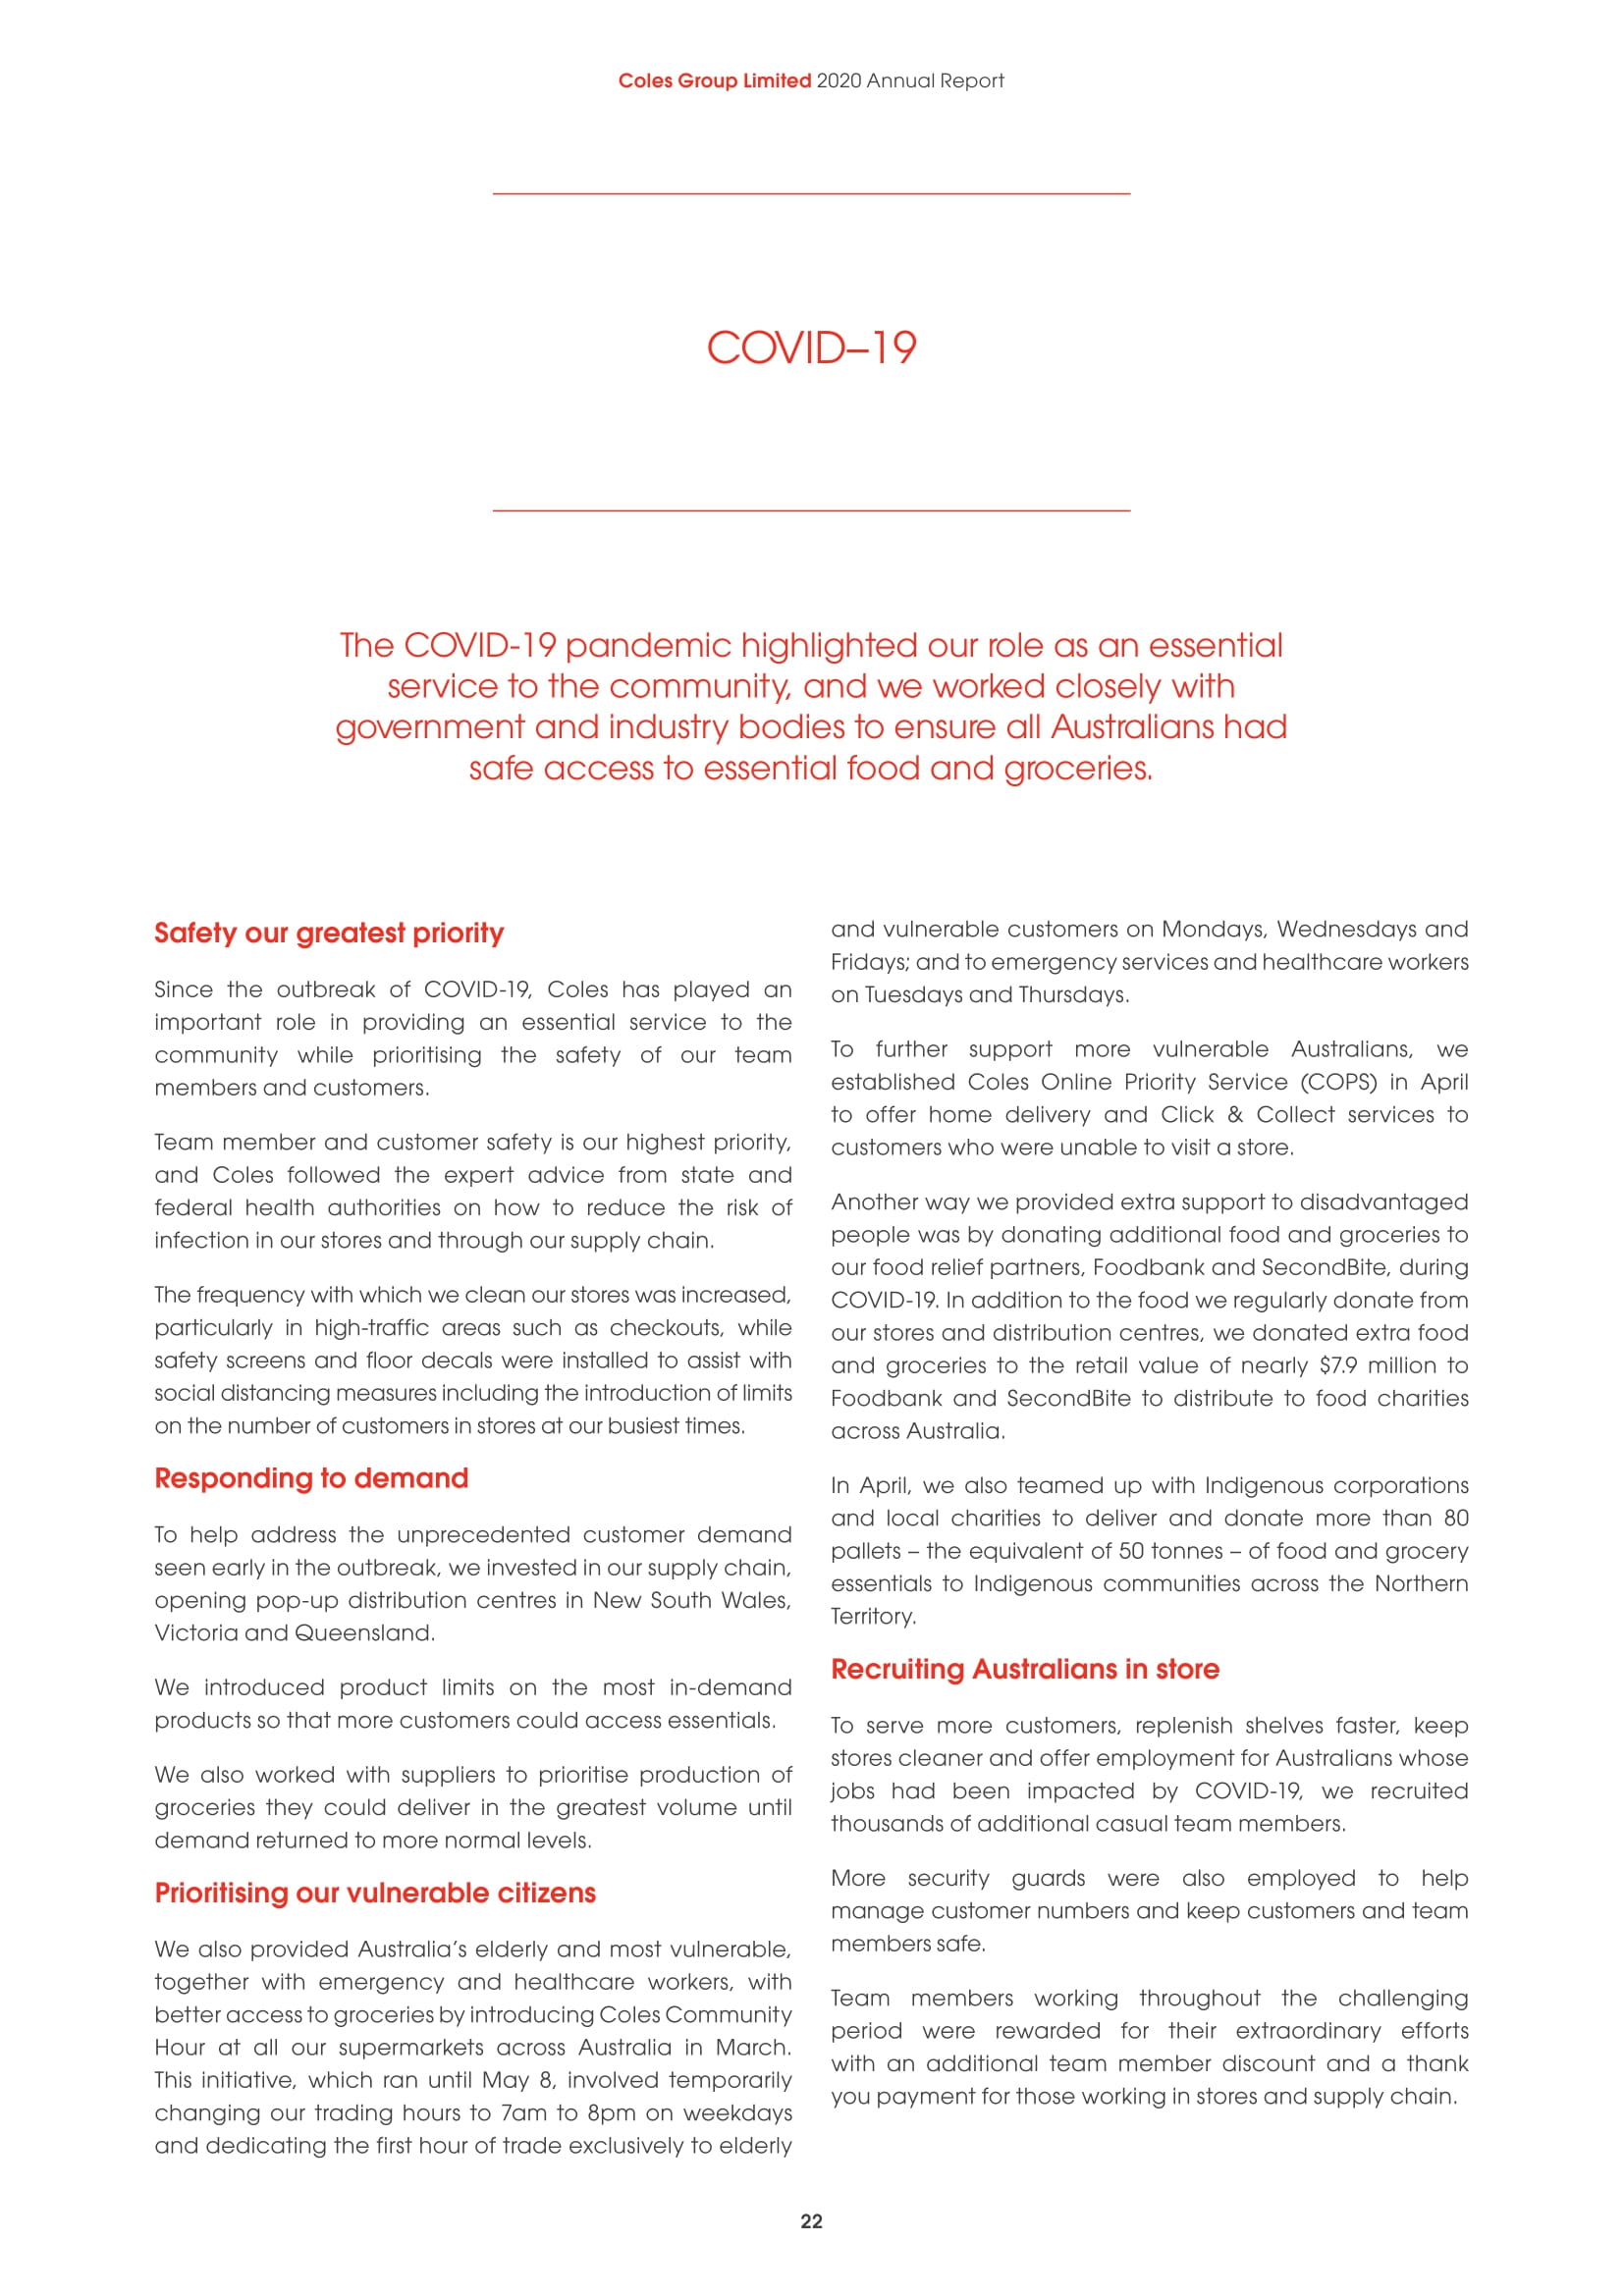 Coles Group Limited 2020 Annual Report
COVID–19
The COVID-19 pandemic highlighted our role as an essential
service to the community, and we worked closely with
government and industry bodies to ensure all Australians had
safe access to essential food and groceries.
Safety our greatest priority
Since the outbreak of COVID-19, Coles has played an
important role in providing an essential service to the
community while prioritising the safety of our team
members and customers.
Team member and customer safety is our highest priority,
and Coles followed the expert advice from state and
federal health authorities on how to reduce the risk of
infection in our stores and through our supply chain.
The frequency with which we clean our stores was increased,
particularly in high-traffic areas such as checkouts, while
safety screens and floor decals were installed to assist with
social distancing measures including the introduction of limits
on the number of customers in stores at our busiest times.
Responding to demand
To help address the unprecedented customer demand
seen early in the outbreak, we invested in our supply chain,
opening pop-up distribution centres in New South Wales,
Victoria and Queensland.
We introduced product limits on the most in-demand
products so that more customers could access essentials.
We also worked with suppliers to prioritise production of
groceries they could deliver in the greatest volume until
demand returned to more normal levels.
Prioritising our vulnerable citizens
We also provided Australia's elderly and most vulnerable,
together with emergency and healthcare workers, with
better access to groceries by introducing Coles Community
Hour at all our supermarkets across Australia in March.
This initiative, which ran until May 8, involved temporarily
changing our trading hours to 7am to 8pm on weekdays
and dedicating the first hour of trade exclusively to elderly
and vulnerable customers on Mondays, Wednesdays and
Fridays; and to emergency services and healthcare workers
on Tuesdays and Thursdays.
To further support more vulnerable Australians, we
established Coles Online Priority Service (COPS) in April
to offer home delivery and Click & Collect services to
customers who were unable to visit a store.
Another way we provided extra support to disadvantaged
people was by donating additional food and groceries to
our food relief partners, Foodbank and SecondBite, during
COVID-19. In addition to the food we regularly donate from
our stores and distribution centres, we donated extra food
and groceries to the retail value of nearly $7.9 million to
Foodbank and SecondBite to distribute to food charities
across Australia.
In April, we also teamed up with Indigenous corporations
and local charities to deliver and donate more than 80
pallets – the equivalent of 50 tonnes – of food and grocery
essentials to Indigenous communities across the Northern
Territory.
Recruiting Australians in store
To serve more customers, replenish shelves faster, keep
stores cleaner and offer employment for Australians whose
jobs had been impacted by COVID-19, we recruited
thousands of additional casual team members.
More security guards were also employed to help
manage customer numbers and keep customers and team
members safe.
Team members working throughout the challenging
period were rewarded for their extraordinary efforts
with an additional team member discount and a thank
you payment for those working in stores and supply chain.
22